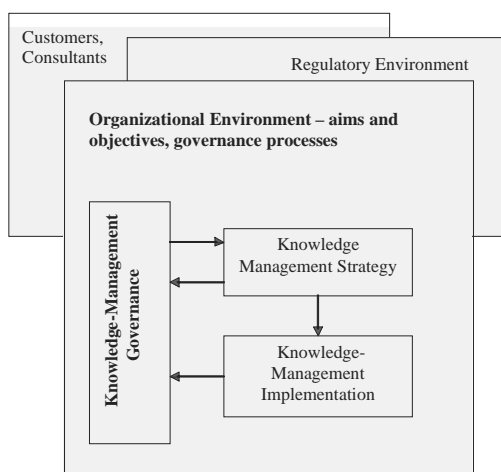 Customers,
Consultants
Regulatory Environment
Organizational Environment – aims and
objectives, governance processes
Knowledge-Management
Governance
Knowledge
Management Strategy
Knowledge-
Management
Implementation